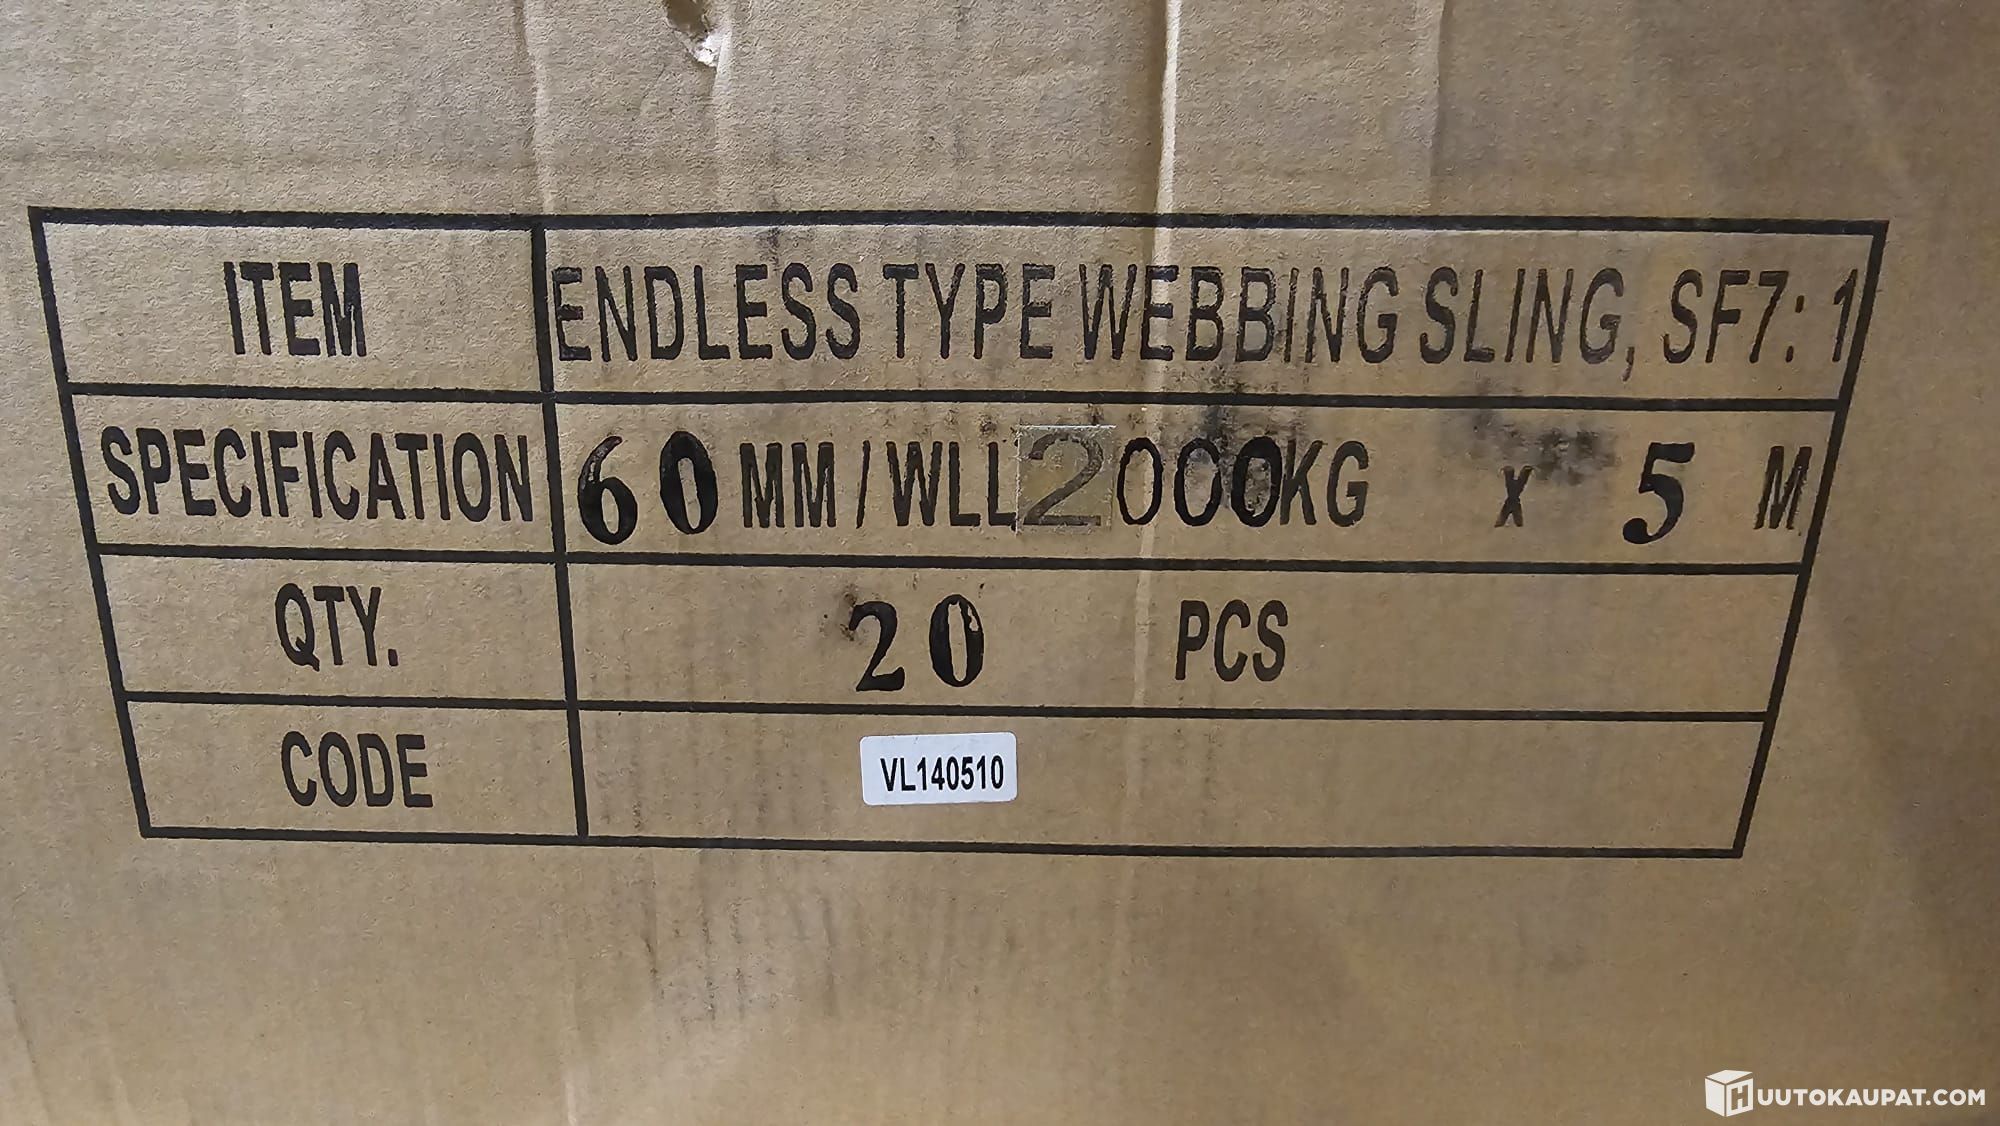 ITEM ENDLESS TYPE WEBBING SLING, SF7: 1
SPECIFICATION 60 MM / WLL 2000KG x 5 M
QTY. 20 PCS
CODE VL140510
HUUTOKAUPAT.COM